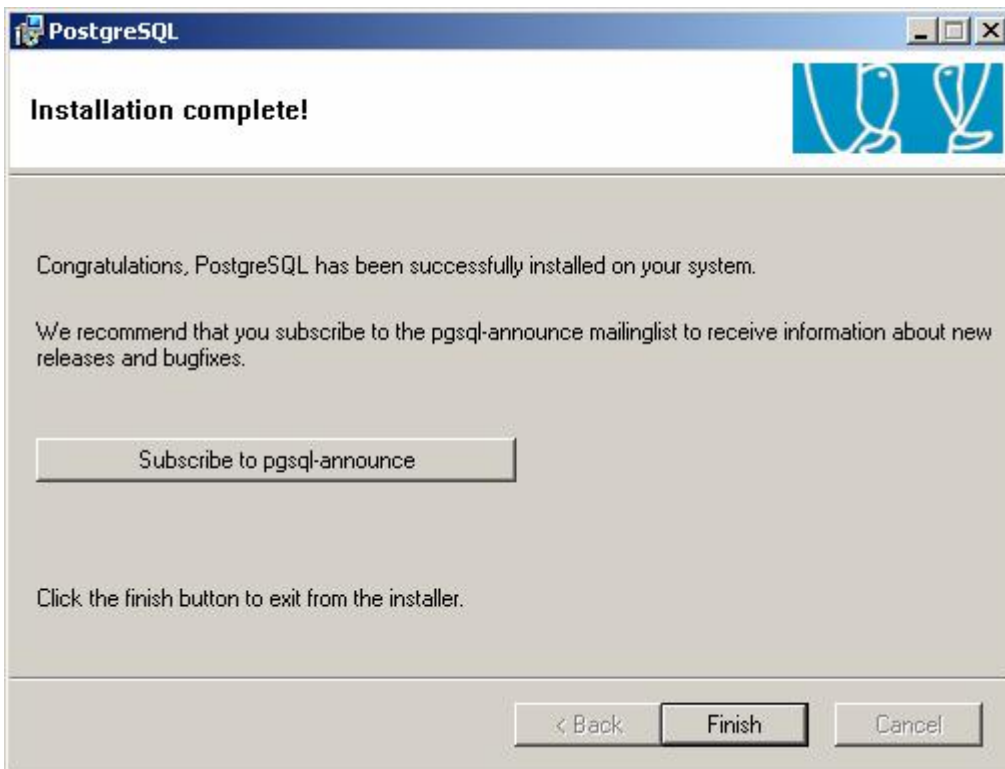 PostgreSQL
Installation complete!
Congratulations, PostgreSQL has been successfully installed on your system.
We recommend that you subscribe to the pgsql-announce mailinglist to receive information about new
releases and bugfixes.
Subscribe to pgsql-announce
Click the finish button to exit from the installer.
< Back Finish Cancel